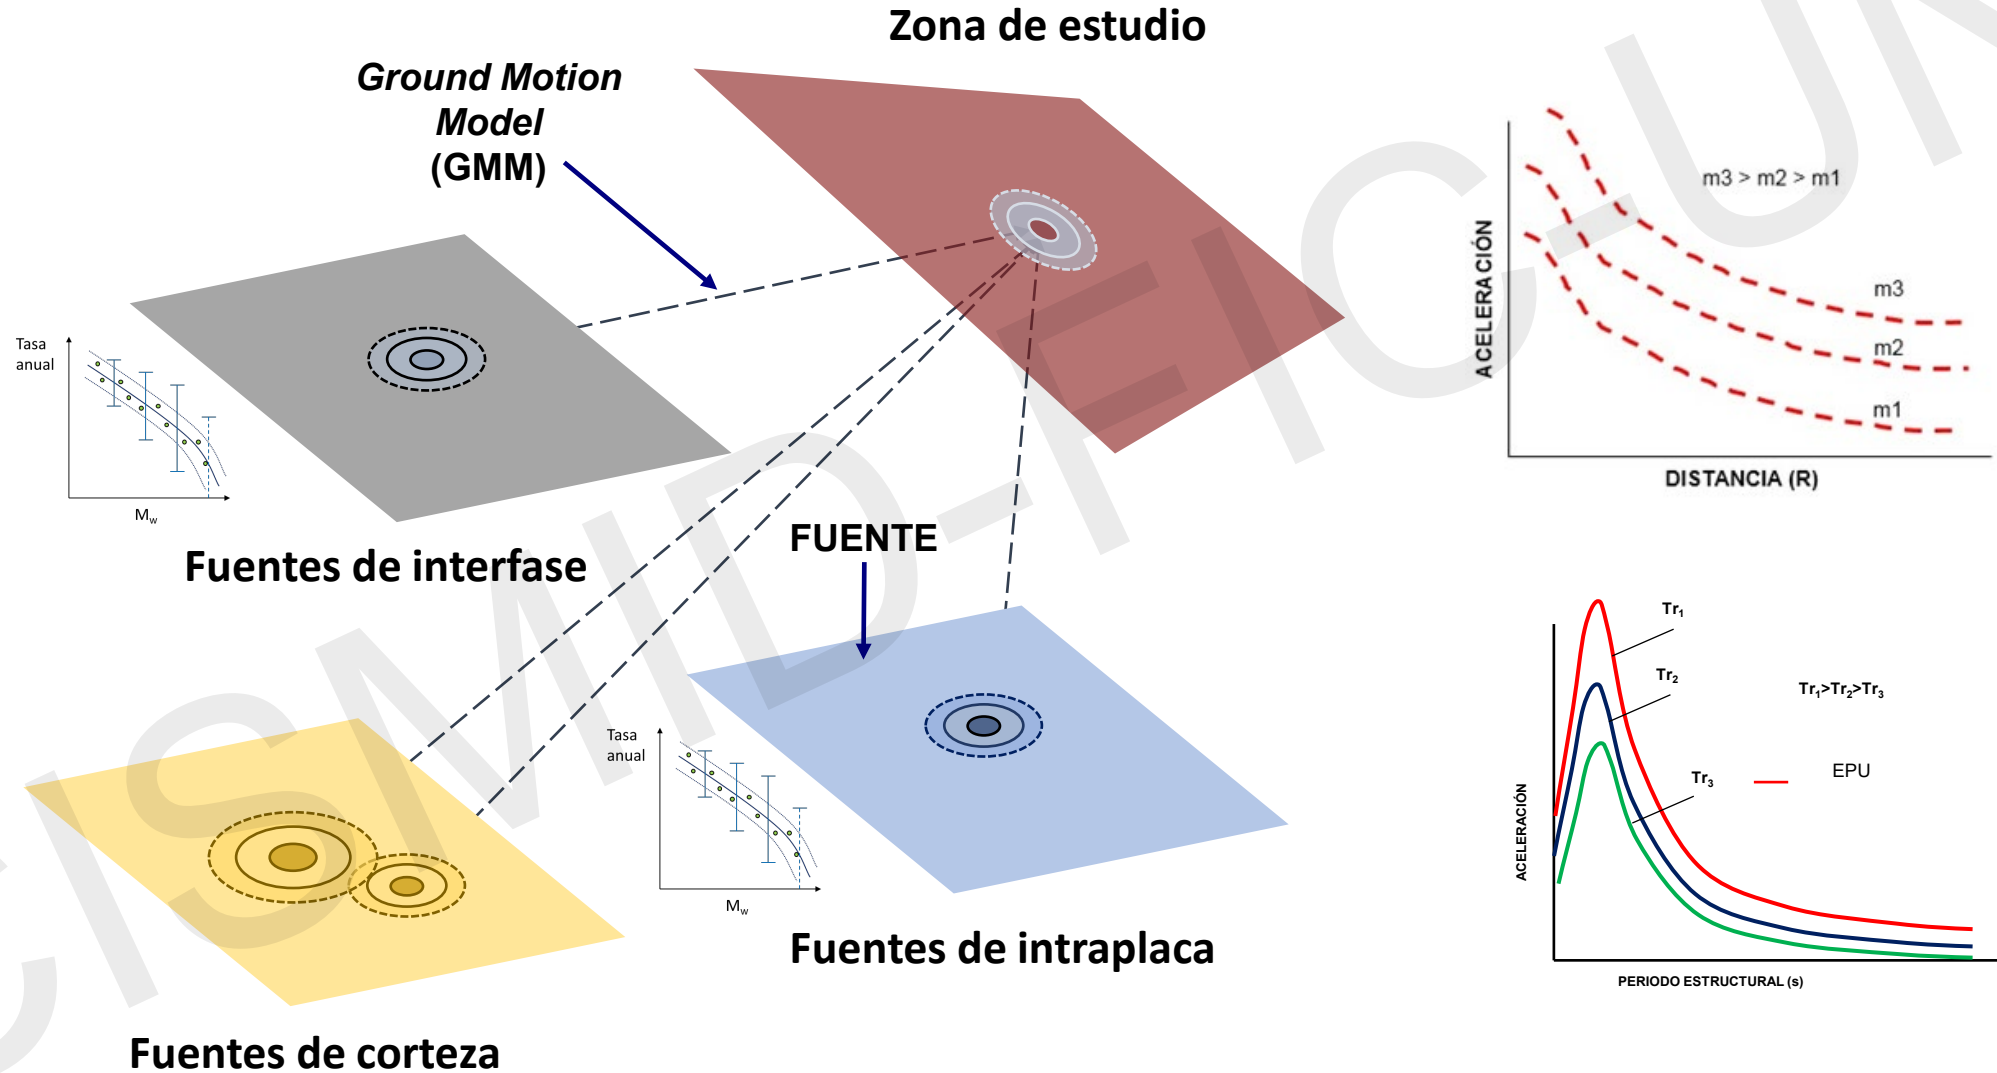 Zona de estudio
Ground Motion
Model
(GMM)
m3 > m2 > m1
ACELERACIÓN
m3
m2
m1
DISTANCIA (R)
Tasa
anual
Mw
Fuentes de interfase
FUENTE
Tr1
Tr2
Tr1>Tr2>Tr3
Tr3
EPU
ACELERACIÓN
PERIODO ESTRUCTURAL (s)
Tasa
anual
Mw
Fuentes de intraplaca
Fuentes de corteza
CISMID-FIC-UN